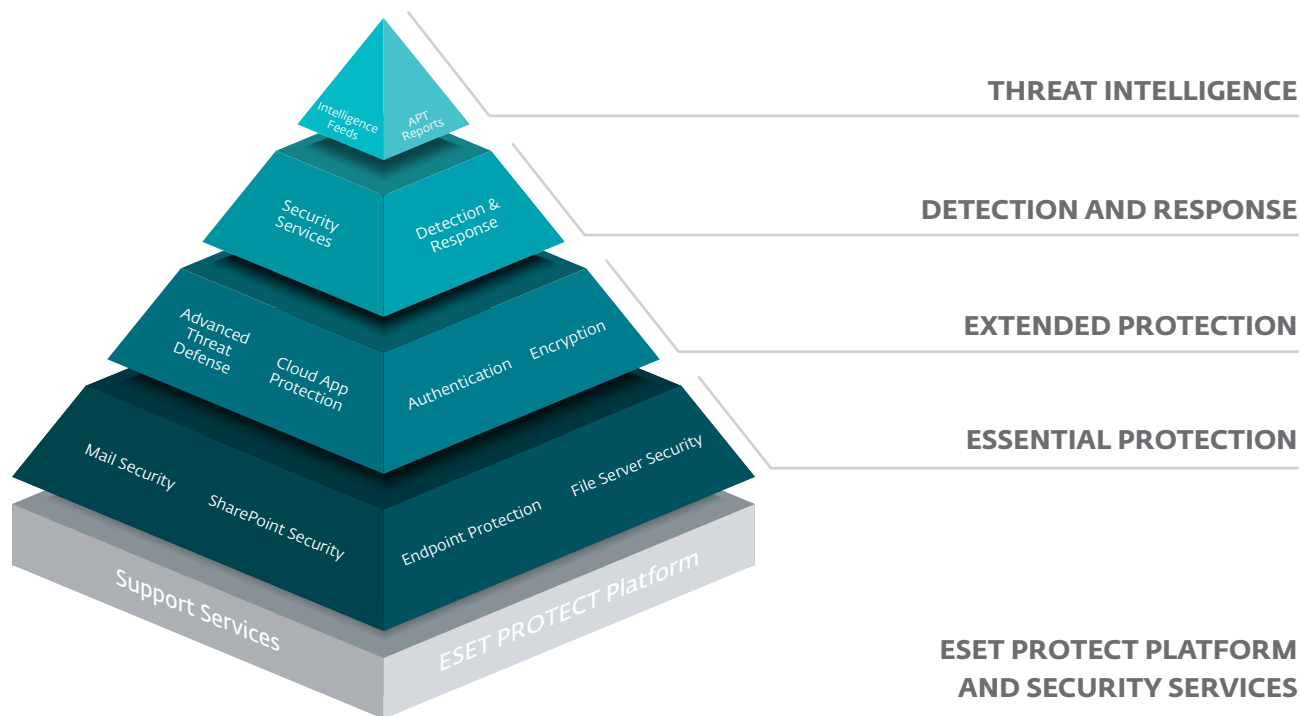 Intelligence
Feeds
APT
Reports
THREAT INTELLIGENCE
Security
Services
Detection &
Response
DETECTION AND RESPONSE
Advanced
Threat
Defense
Cloud App
Protection
Authentication
Encryption
EXTENDED PROTECTION
Mail Security
SharePoint Security
Endpoint Protection
File Server Security
ESSENTIAL PROTECTION
Support Services
ESET PROTECT Platform
ESET PROTECT PLATFORM
AND SECURITY SERVICES